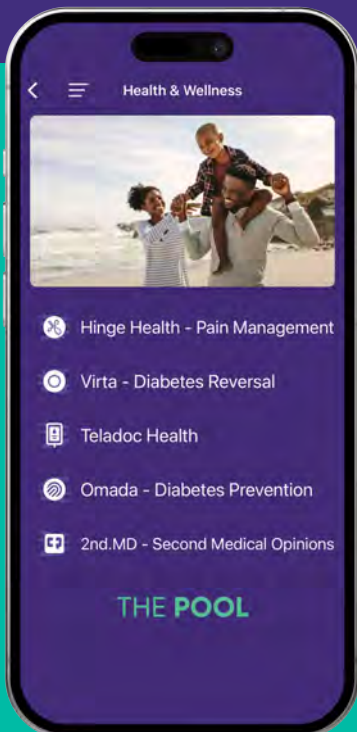 Health & Wellness
Hinge Health - Pain Management
Virta - Diabetes Reversal
Teladoc Health
Omada - Diabetes Prevention
2nd.MD - Second Medical Opinions
THE POOL